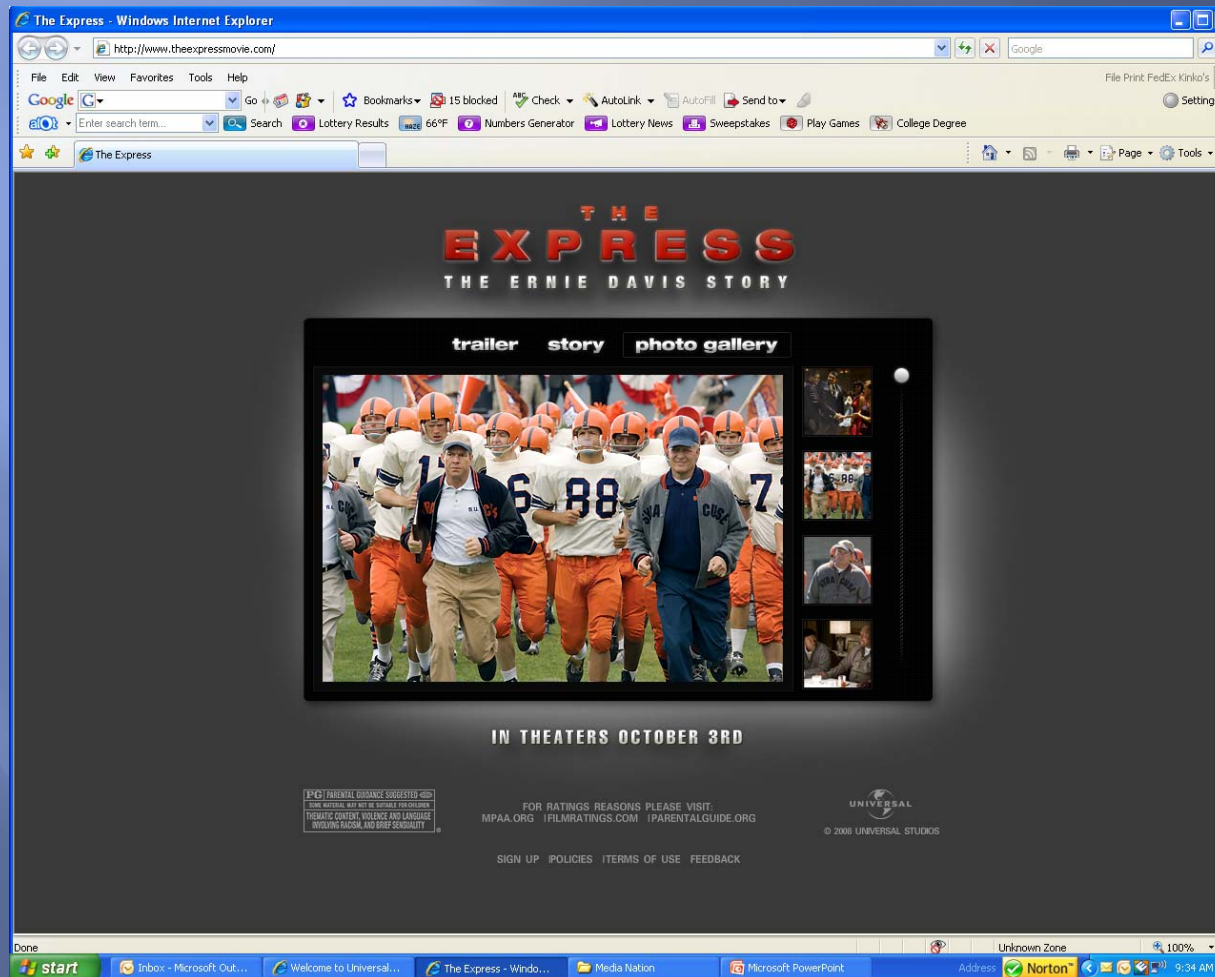 The Express - Windows Internet Explorer
http://www.theexpressmovie.com/
Google
File Edit View Favorites Tools Help
File Print FedEx Kinko's
Google G Go Bookmarks 15 blocked ABC Check AutoLink AutoFill Send to Setting
aol Enter search term... Search Lottery Results HAZE 66°F Numbers Generator Lottery News Sweepstakes Play Games College Degree
The Express
Page Tools
THE
EXPRESS
THE ERNIE DAVIS STORY
trailer story photo gallery
88
SYRACUSE
IN THEATERS OCTOBER 3RD
PG PARENTAL GUIDANCE SUGGESTED
SOME MATERIAL MAY NOT BE SUITABLE FOR CHILDREN
THEMATIC CONTENT, VIOLENCE AND LANGUAGE
INVOLVING RACISM, AND BRIEF SENSUALITY
FOR RATINGS REASONS PLEASE VISIT:
MPAA.ORG | FILMRATINGS.COM | PARENTALGUIDE.ORG
UNIVERSAL
© 2008 UNIVERSAL STUDIOS
SIGN UP | POLICIES | TERMS OF USE FEEDBACK
Done
Unknown Zone
100%
start
Inbox - Microsoft Out...
Welcome to Universal...
The Express - Windo...
Media Nation
Microsoft PowerPoint
Address
Norton™
9:34 AM